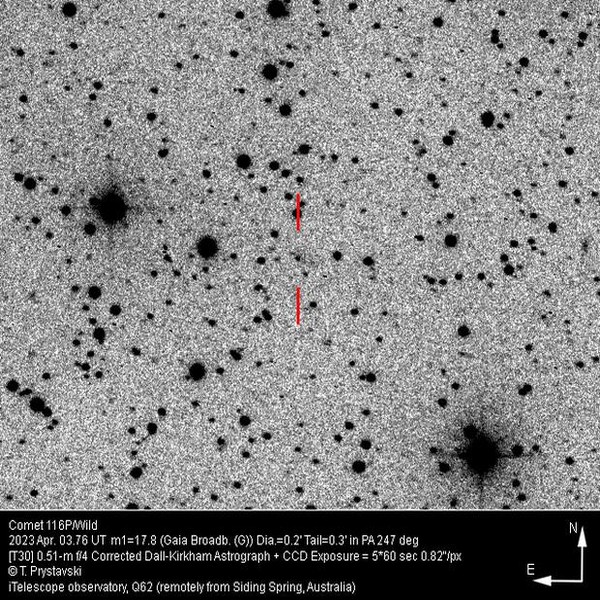 Comet 116P/Wild
2023 Apr. 03.76 UT m1=17.8 (Gaia Broadb. (G)) Dia.=0.2' Tail=0.3' in PA 247 deg
[T30] 0.51-m f/4 Corrected Dall-Kirkham Astrograph + CCD Exposure = 5*60 sec 0.82"/px
© T. Prystavski
iTelescope observatory, Q62 (remotely from Siding Spring, Australia)
N
E